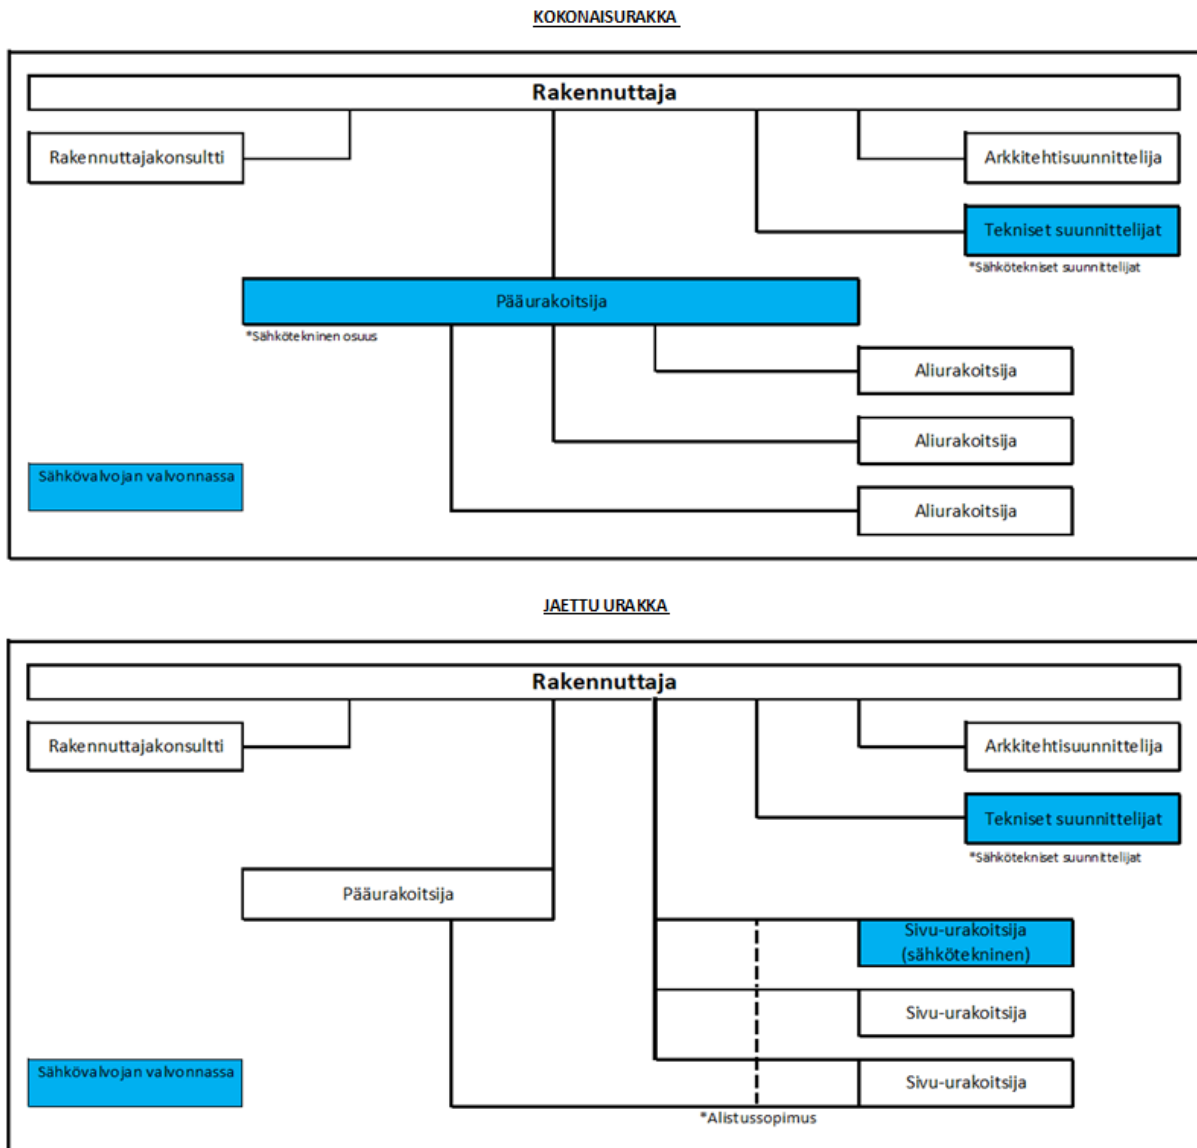 KOKONAISURAKKA
Rakennuttaja
Rakennuttajakonsultti
Arkkitehtisuunnittelija
Tekniset suunnittelijat
*Sähkötekniset suunnittelijat
Pääurakoitsija
*Sähkötekninen osuus
Aliurakoitsija
Aliurakoitsija
Sähkövalvojan valvonnassa
Aliurakoitsija
JAETTU URAKKA
Rakennuttaja
Rakennuttajakonsultti
Arkkitehtisuunnittelija
Tekniset suunnittelijat
*Sähkötekniset suunnittelijat
Pääurakoitsija
Sivu-urakoitsija
(sähkötekninen)
Sivu-urakoitsija
Sähkövalvojan valvonnassa
Sivu-urakoitsija
*Alistussopimus